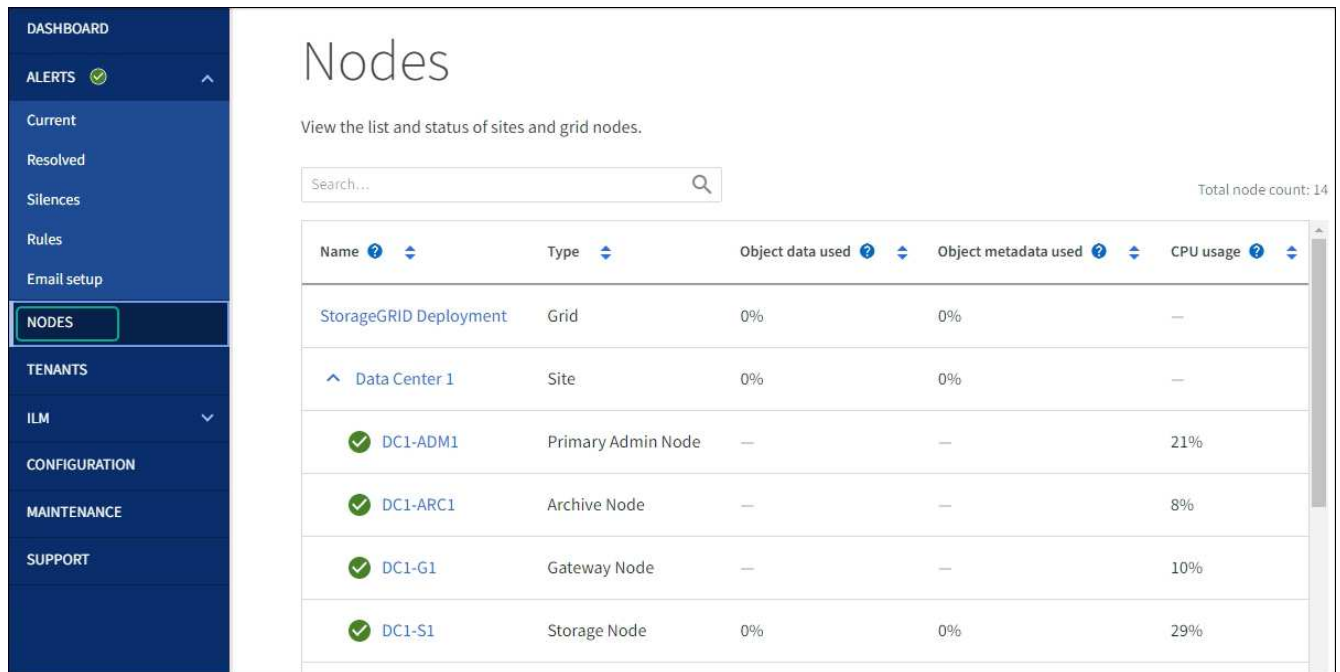 DASHBOARD
ALERTS
Current
Resolved
Silences
Rules
Email setup
NODES
TENANTS
ILM
CONFIGURATION
MAINTENANCE
SUPPORT
Nodes
View the list and status of sites and grid nodes.
Search...
Total node count: 14
Name ? Type Object data used ? Object metadata used ? CPU usage ?
StorageGRID Deployment Grid 0% 0% —
Data Center 1 Site 0% 0% —
DC1-ADM1 Primary Admin Node — — 21%
DC1-ARC1 Archive Node — — 8%
DC1-G1 Gateway Node — — 10%
DC1-S1 Storage Node 0% 0% 29%